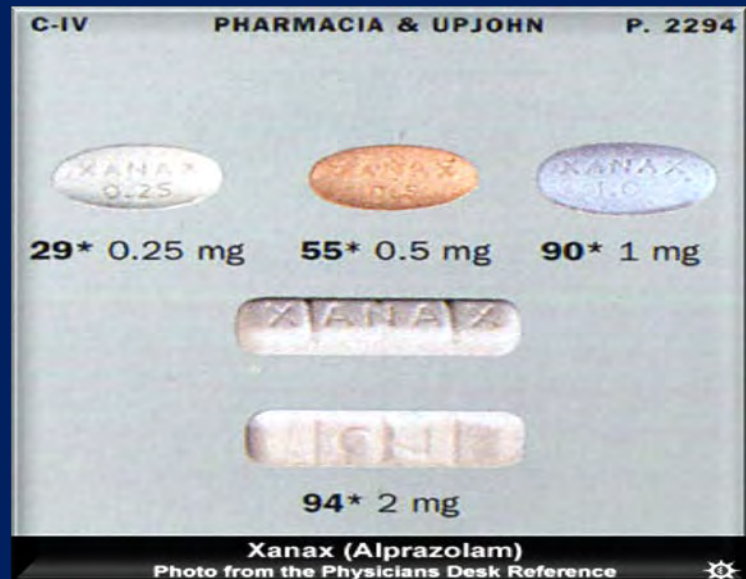 C-IV PHARMACIA & UPJOHN P. 2294
XANAX XANAX XANAX
0.25 0.5 1.0
29* 0.25 mg 55* 0.5 mg 90* 1 mg
XANAX
94* 2 mg
Xanax (Alprazolam)
Photo from the Physicians Desk Reference